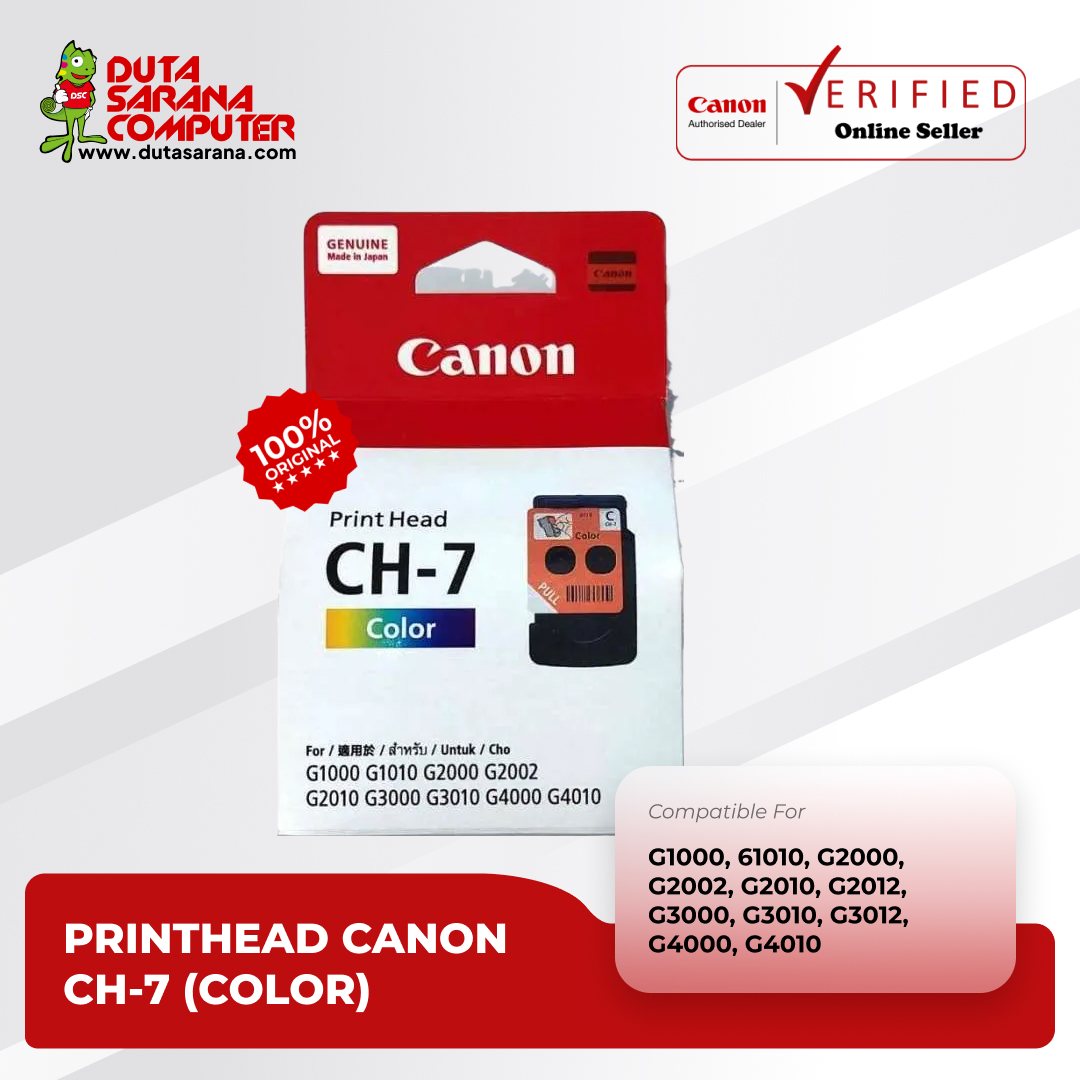 DUTA
SARANA
COMPUTER
DSC
www.dutasarana.com
Canon
Authorised Dealer
VERIFIED
Online Seller
GENUINE
Made in Japan
Canon
Canon
100%
ORIGINAL
Print Head
CH-7
Color
C
CH-7
Color
PULL
For / 適用於 / สำหรับ / Untuk / Cho
G1000 G1010 G2000 G2002
G2010 G3000 G3010 G4000 G4010
Compatible For
G1000, 61010, G2000,
G2002, G2010, G2012,
G3000, G3010, G3012,
G4000, G4010
PRINTHEAD CANON
CH-7 (COLOR)